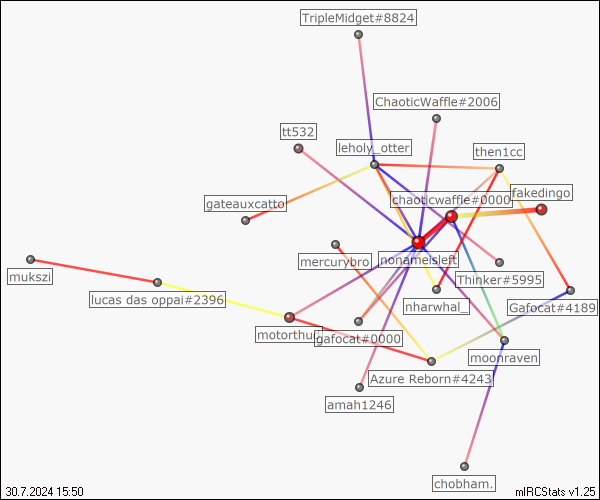 TripleMidget#8824
ChaoticWaffle#2006
tt532
leholy_otter
then1cc
fakedingo
chaoticwaffle#0000
gateauxcatto
nonamesleft
mercurybro
mukszi
Thinker#5995
lucas das oppai#2396
nharwhal_
Gafocat#4189
motorthug
gafocat#0000
moonraven
Azure Reborn#4243
amah1246
chobham.
30.7.2024 15:50
mIRCStats v1.25